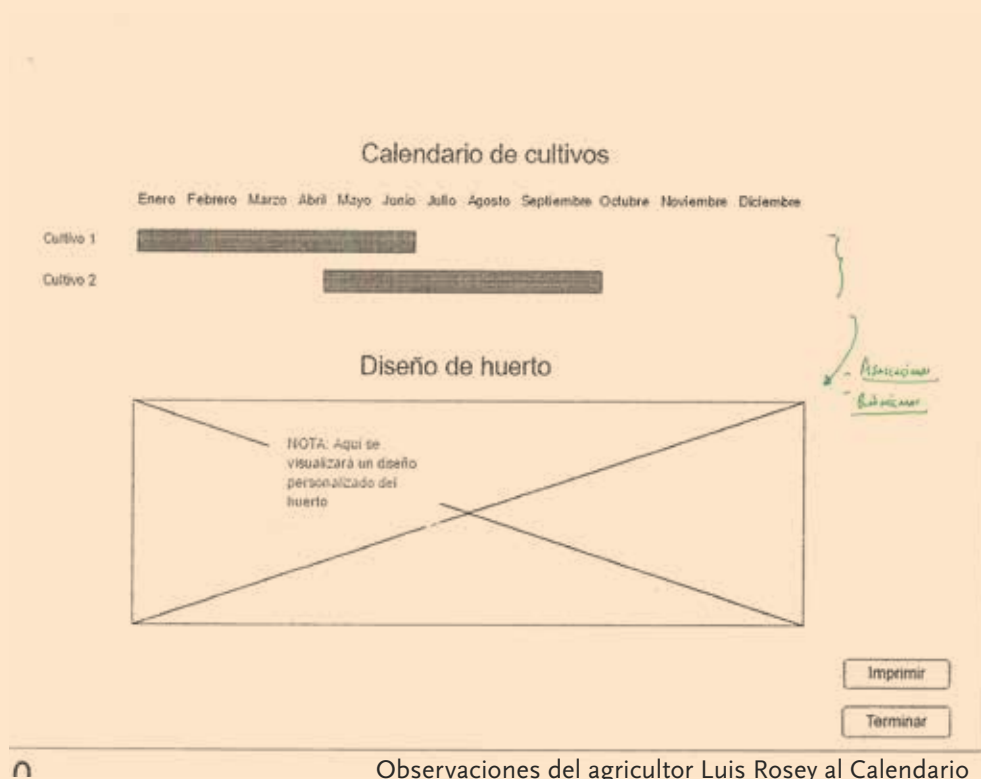 Calendario de cultivos
Enero Febrero Marzo Abril Mayo Junio Julio Agosto Septiembre Octubre Noviembre Diciembre
Cultivo 1
Cultivo 2
Diseño de huerto
- Asociaciones
NOTA: Aquí se
visualizará un diseño
personalizado del
huerto
Imprimir
Terminar
Observaciones del agricultor Luis Rosey al Calendario